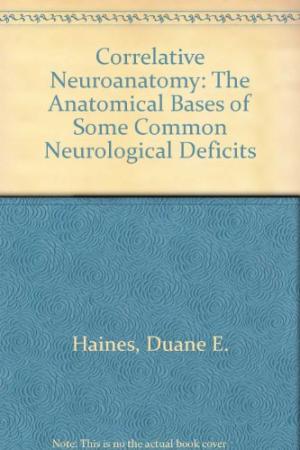 Correlative
Neuroanatomy: The
Anatomical Bases of
Some Common
Neurological Deficits
Haines, Duane E.
Note: This is no the actual book cover